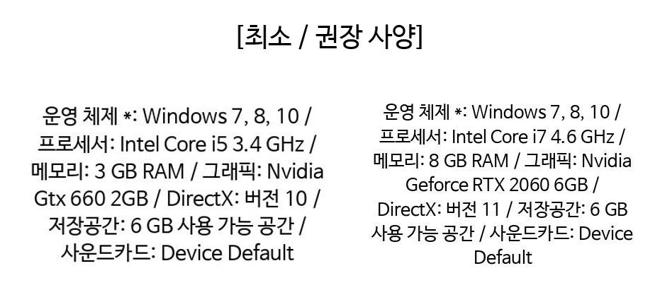 [최소 / 권장 사양]
운영 체제 *: Windows 7, 8, 10 /
프로세서: Intel Core i5 3.4 GHz /
메모리: 3 GB RAM / 그래픽: Nvidia
Gtx 660 2GB / DirectX: 버전 10 /
저장공간: 6 GB 사용 가능 공간 /
사운드카드: Device Default
운영 체제 *: Windows 7, 8, 10 /
프로세서: Intel Core i7 4.6 GHz /
메모리: 8 GB RAM / 그래픽: Nvidia
Geforce RTX 2060 6GB /
DirectX: 버전 11 / 저장공간: 6 GB
사용 가능 공간 / 사운드카드: Device
Default